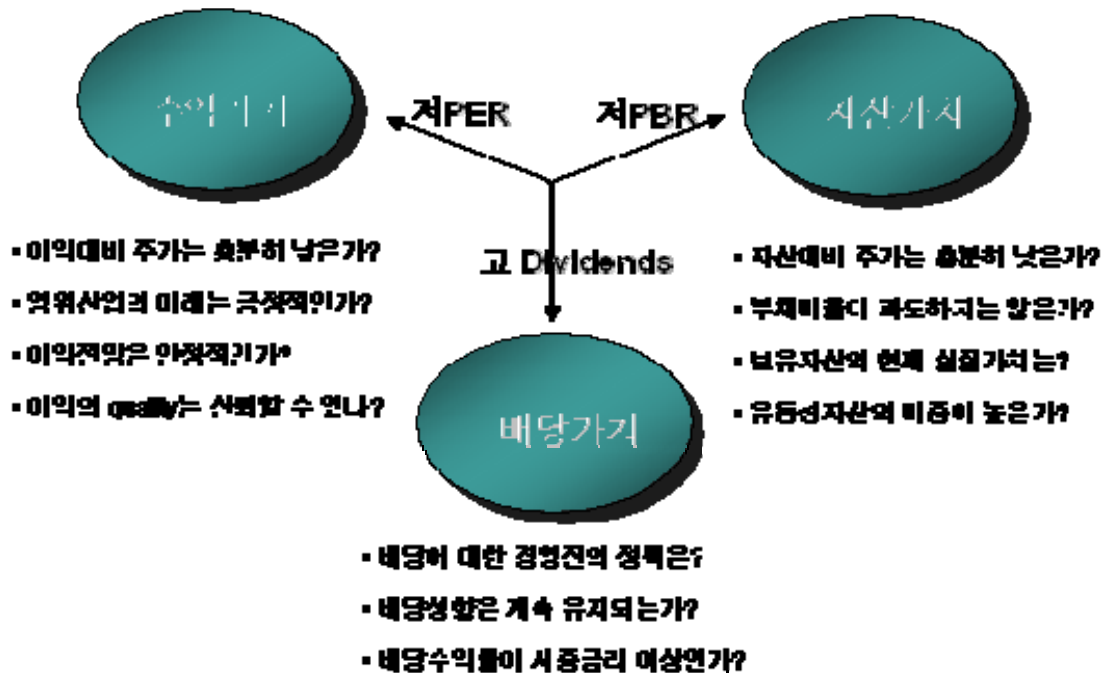 수익가치
저PER
저PBR
자산가치
▪ 이익대비 주가는 충분히 낮은가?
▪ 영위산업의 미래는 긍정적인가?
▪ 이익전망은 안정적인가?
▪ 이익의 quality는 신뢰할 수 있나?
고 Dividends
▪ 자산대비 주가는 충분히 낮은가?
▪ 부채비율이 과도하지는 않은가?
▪ 보유자산의 현재 실질가치는?
▪ 유동성자산의 비중이 높은가?
배당가치
▪ 배당에 대한 경영진의 정책은?
▪ 배당성향은 계속 유지되는가?
▪ 배당수익률이 시중금리 이상인가?